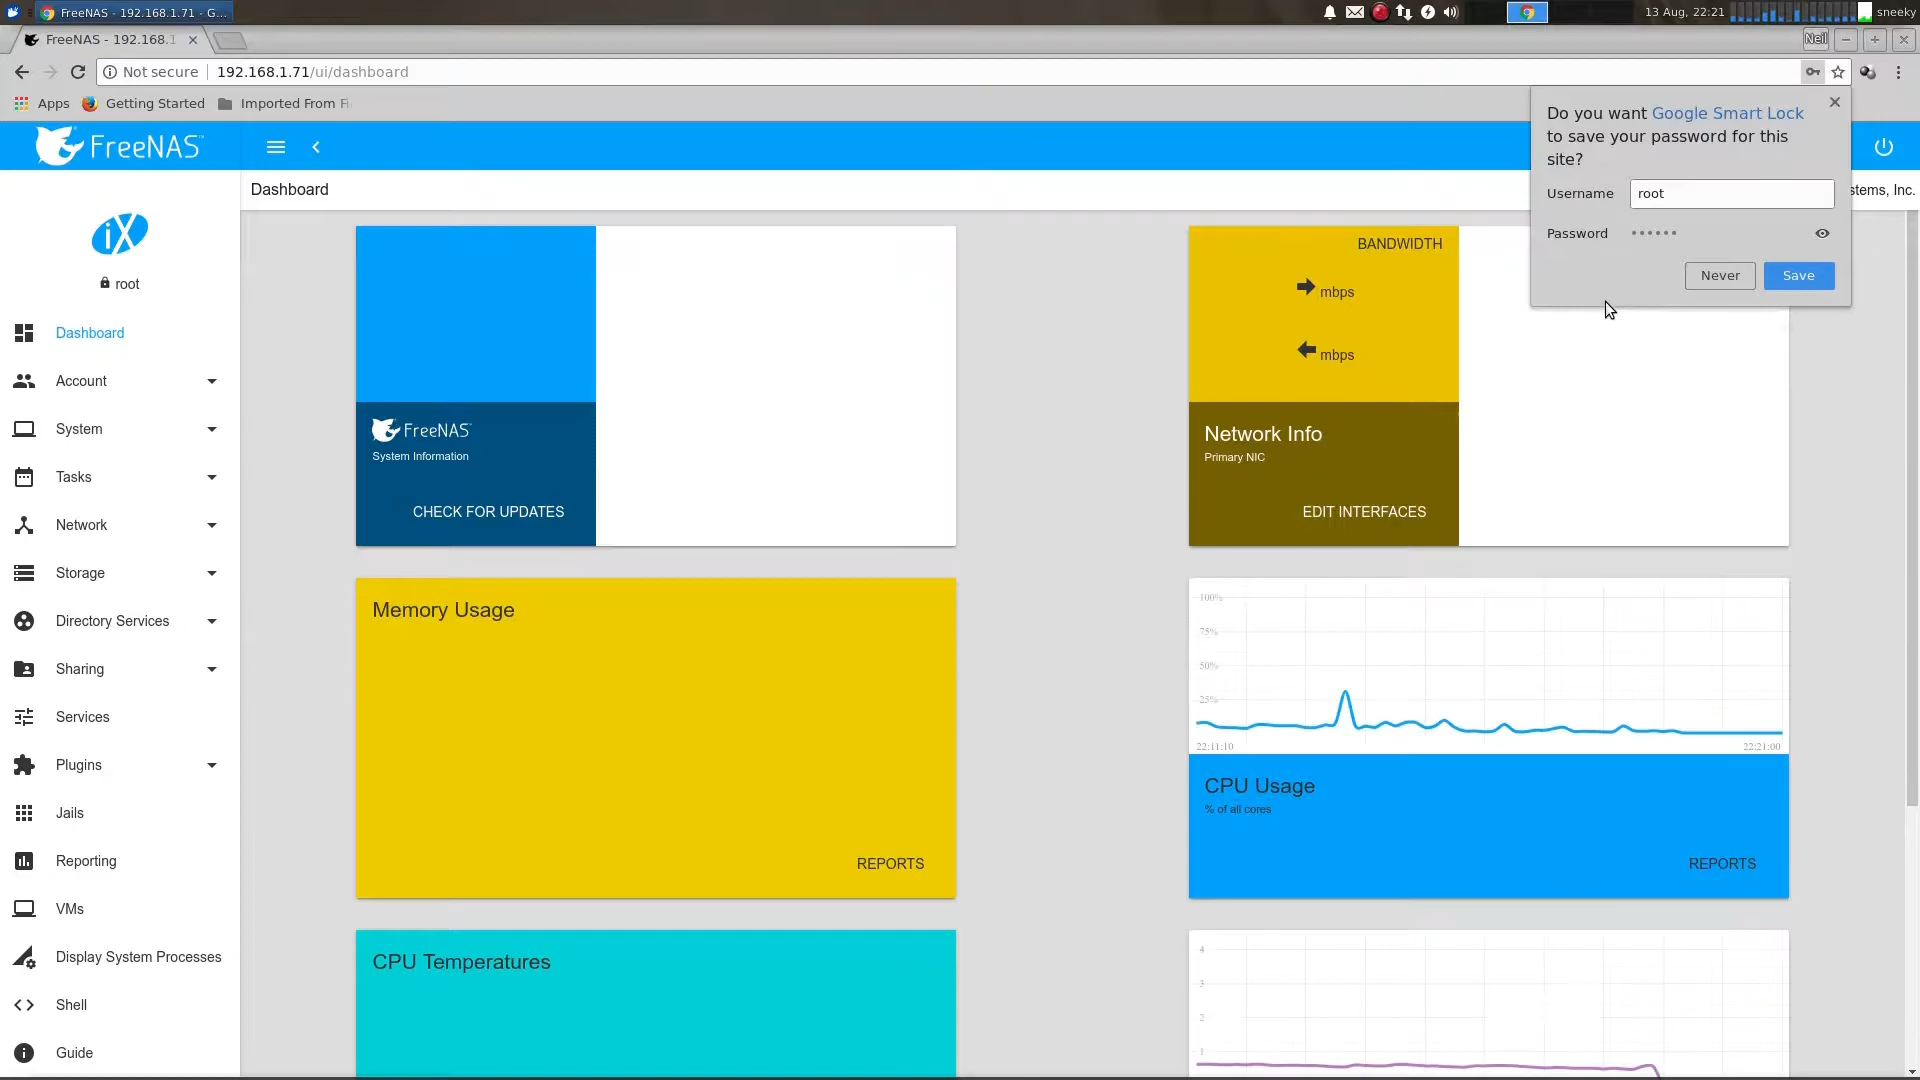 FreeNAS - 192.168.1.71 - G...
13 Aug, 22:21
sneeky
FreeNAS - 192.168.1
Neil
Not secure
192.168.1.71/ui/dashboard
Apps
Getting Started
Imported From Fi
Do you want Google Smart Lock
to save your password for this
site?
Username
root
Password
••••••
Never
Save
FreeNAS
Dashboard
stems, Inc.
iX
root
Dashboard
Account
System
Tasks
Network
Storage
Directory Services
Sharing
Services
Plugins
Jails
Reporting
VMs
Display System Processes
Shell
Guide
FreeNAS
System Information
CHECK FOR UPDATES
BANDWIDTH
mbps
mbps
Network Info
Primary NIC
EDIT INTERFACES
Memory Usage
REPORTS
100%
75%
50%
25%
22:11:10
22:21:00
CPU Usage
% of all cores
REPORTS
CPU Temperatures
4
3
2
1